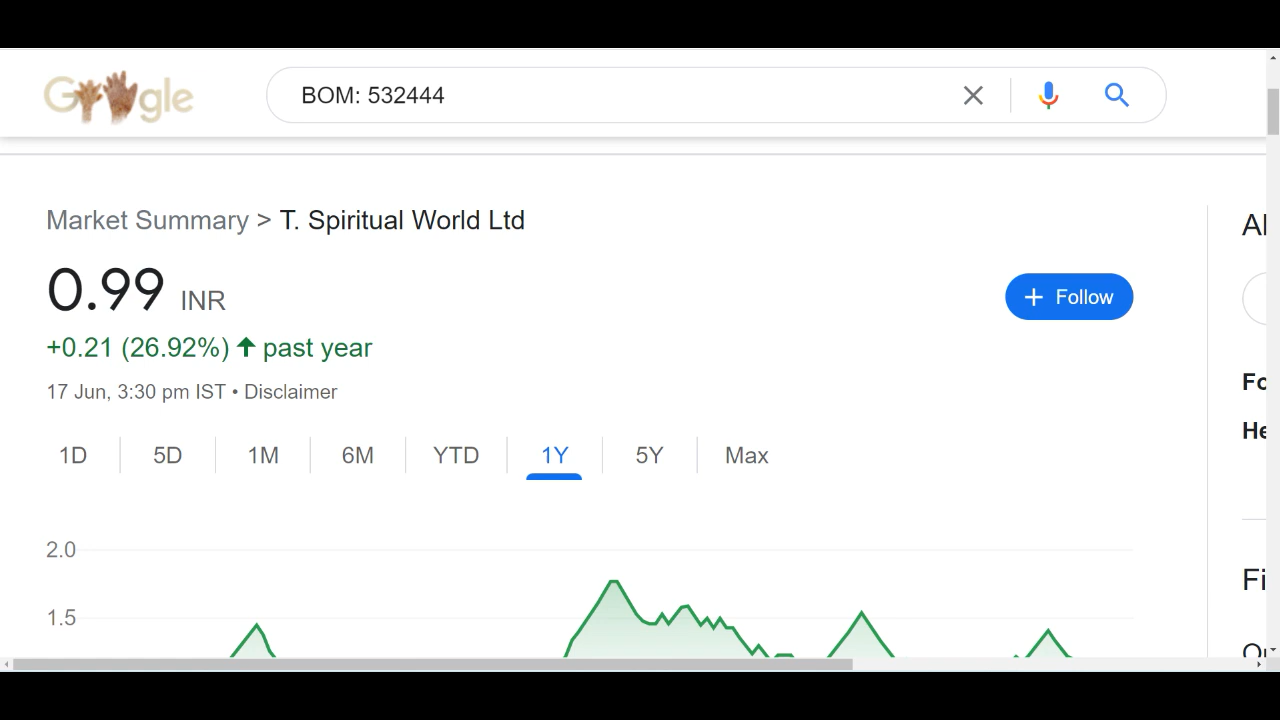 Google
BOM: 532444
Market Summary > T. Spiritual World Ltd
0.99 INR
+ Follow
+0.21 (26.92%) ↑ past year
17 Jun, 3:30 pm IST • Disclaimer
1D 5D 1M 6M YTD 1Y 5Y Max
2.0
1.5